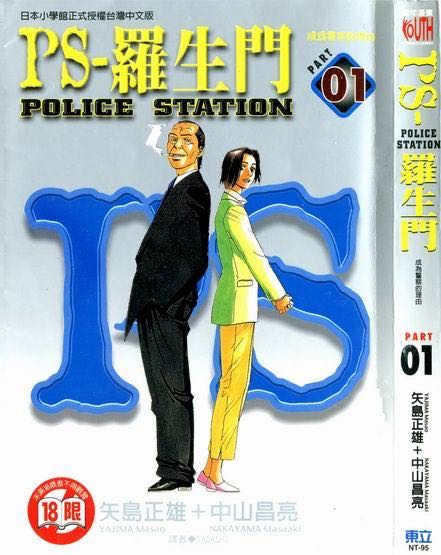 日本小學館正式授權台灣中文版
PS-羅生門
POLICE STATION
成為警察的理由
PART
01
PS
未滿18歲者不得觀覽
18限
矢島正雄+中山昌亮
YAJIMA Masao
NAKAYAMA Masaaki
譯者◆TADASHI
YOUTH
PS-
POLICE
STATION
羅生門
成為警察的理由
PART
01
矢島正雄+中山昌亮
YAJIMA Masao
NAKAYAMA Masaaki
東立
NT-95